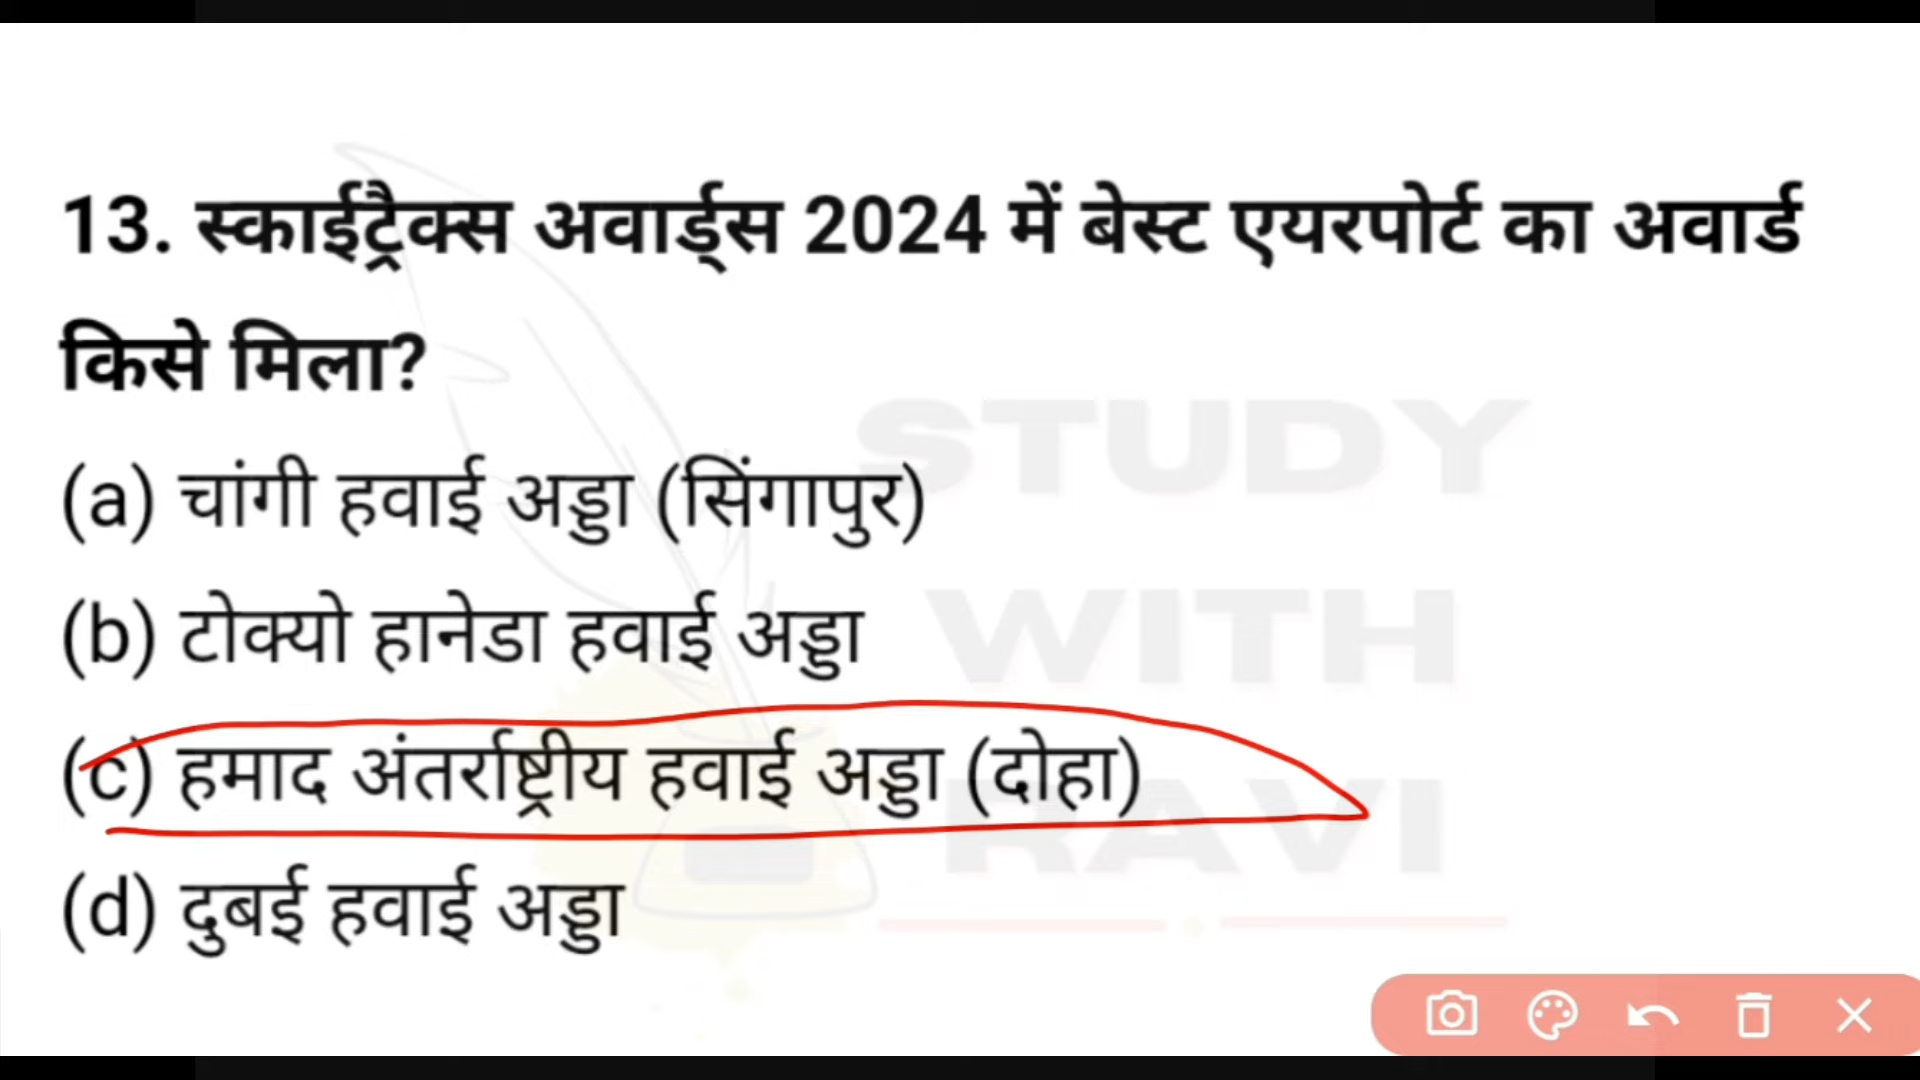 13. स्काईट्रैक्स अवार्ड्स 2024 में बेस्ट एयरपोर्ट का अवार्ड
किसे मिला?
(a) चांगी हवाई अड्डा (सिंगापुर)
(b) टोक्यो हानेडा हवाई अड्डा
(c) हमाद अंतर्राष्ट्रीय हवाई अड्डा (दोहा)
(d) दुबई हवाई अड्डा
STUDY
WITH
RAVI